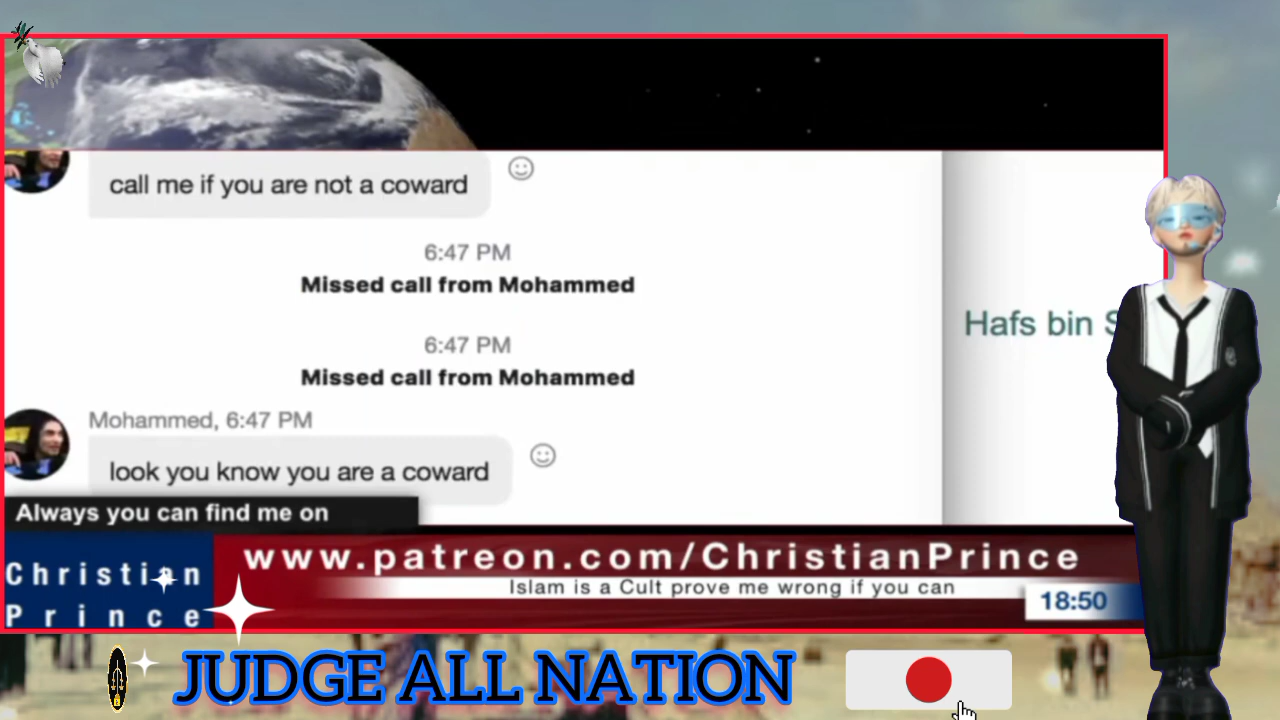 call me if you are not a coward
6:47 PM
Missed call from Mohammed
6:47 PM
Missed call from Mohammed
Mohammed, 6:47 PM
look you know you are a coward
Hafs bin
Always you can find me on
Christian
Prince
www.patreon.com/ChristianPrince
Islam is a Cult prove me wrong if you can
18:50
JUDGE ALL NATION